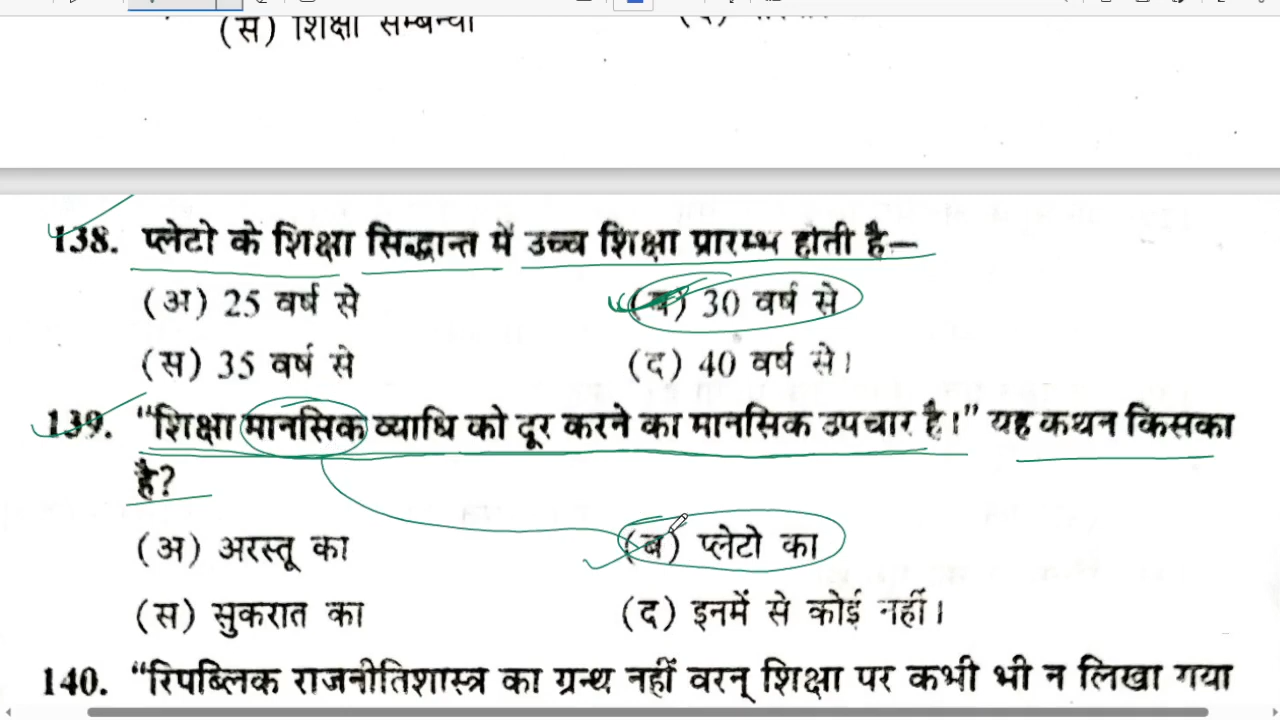 (स) शिक्षा सम्बन्धी
138. प्लेटो के शिक्षा सिद्धान्त में उच्च शिक्षा प्रारम्भ होती है—
(अ) 25 वर्ष से (ब) 30 वर्ष से
(स) 35 वर्ष से (द) 40 वर्ष से।
139. “शिक्षा मानसिक व्याधि को दूर करने का मानसिक उपचार है।” यह कथन किसका
है?
(अ) अरस्तू का (ब) प्लेटो का
(स) सुकरात का (द) इनमें से कोई नहीं।
140. “रिपब्लिक राजनीतिशास्त्र का ग्रन्थ नहीं वरन् शिक्षा पर कभी भी न लिखा गया